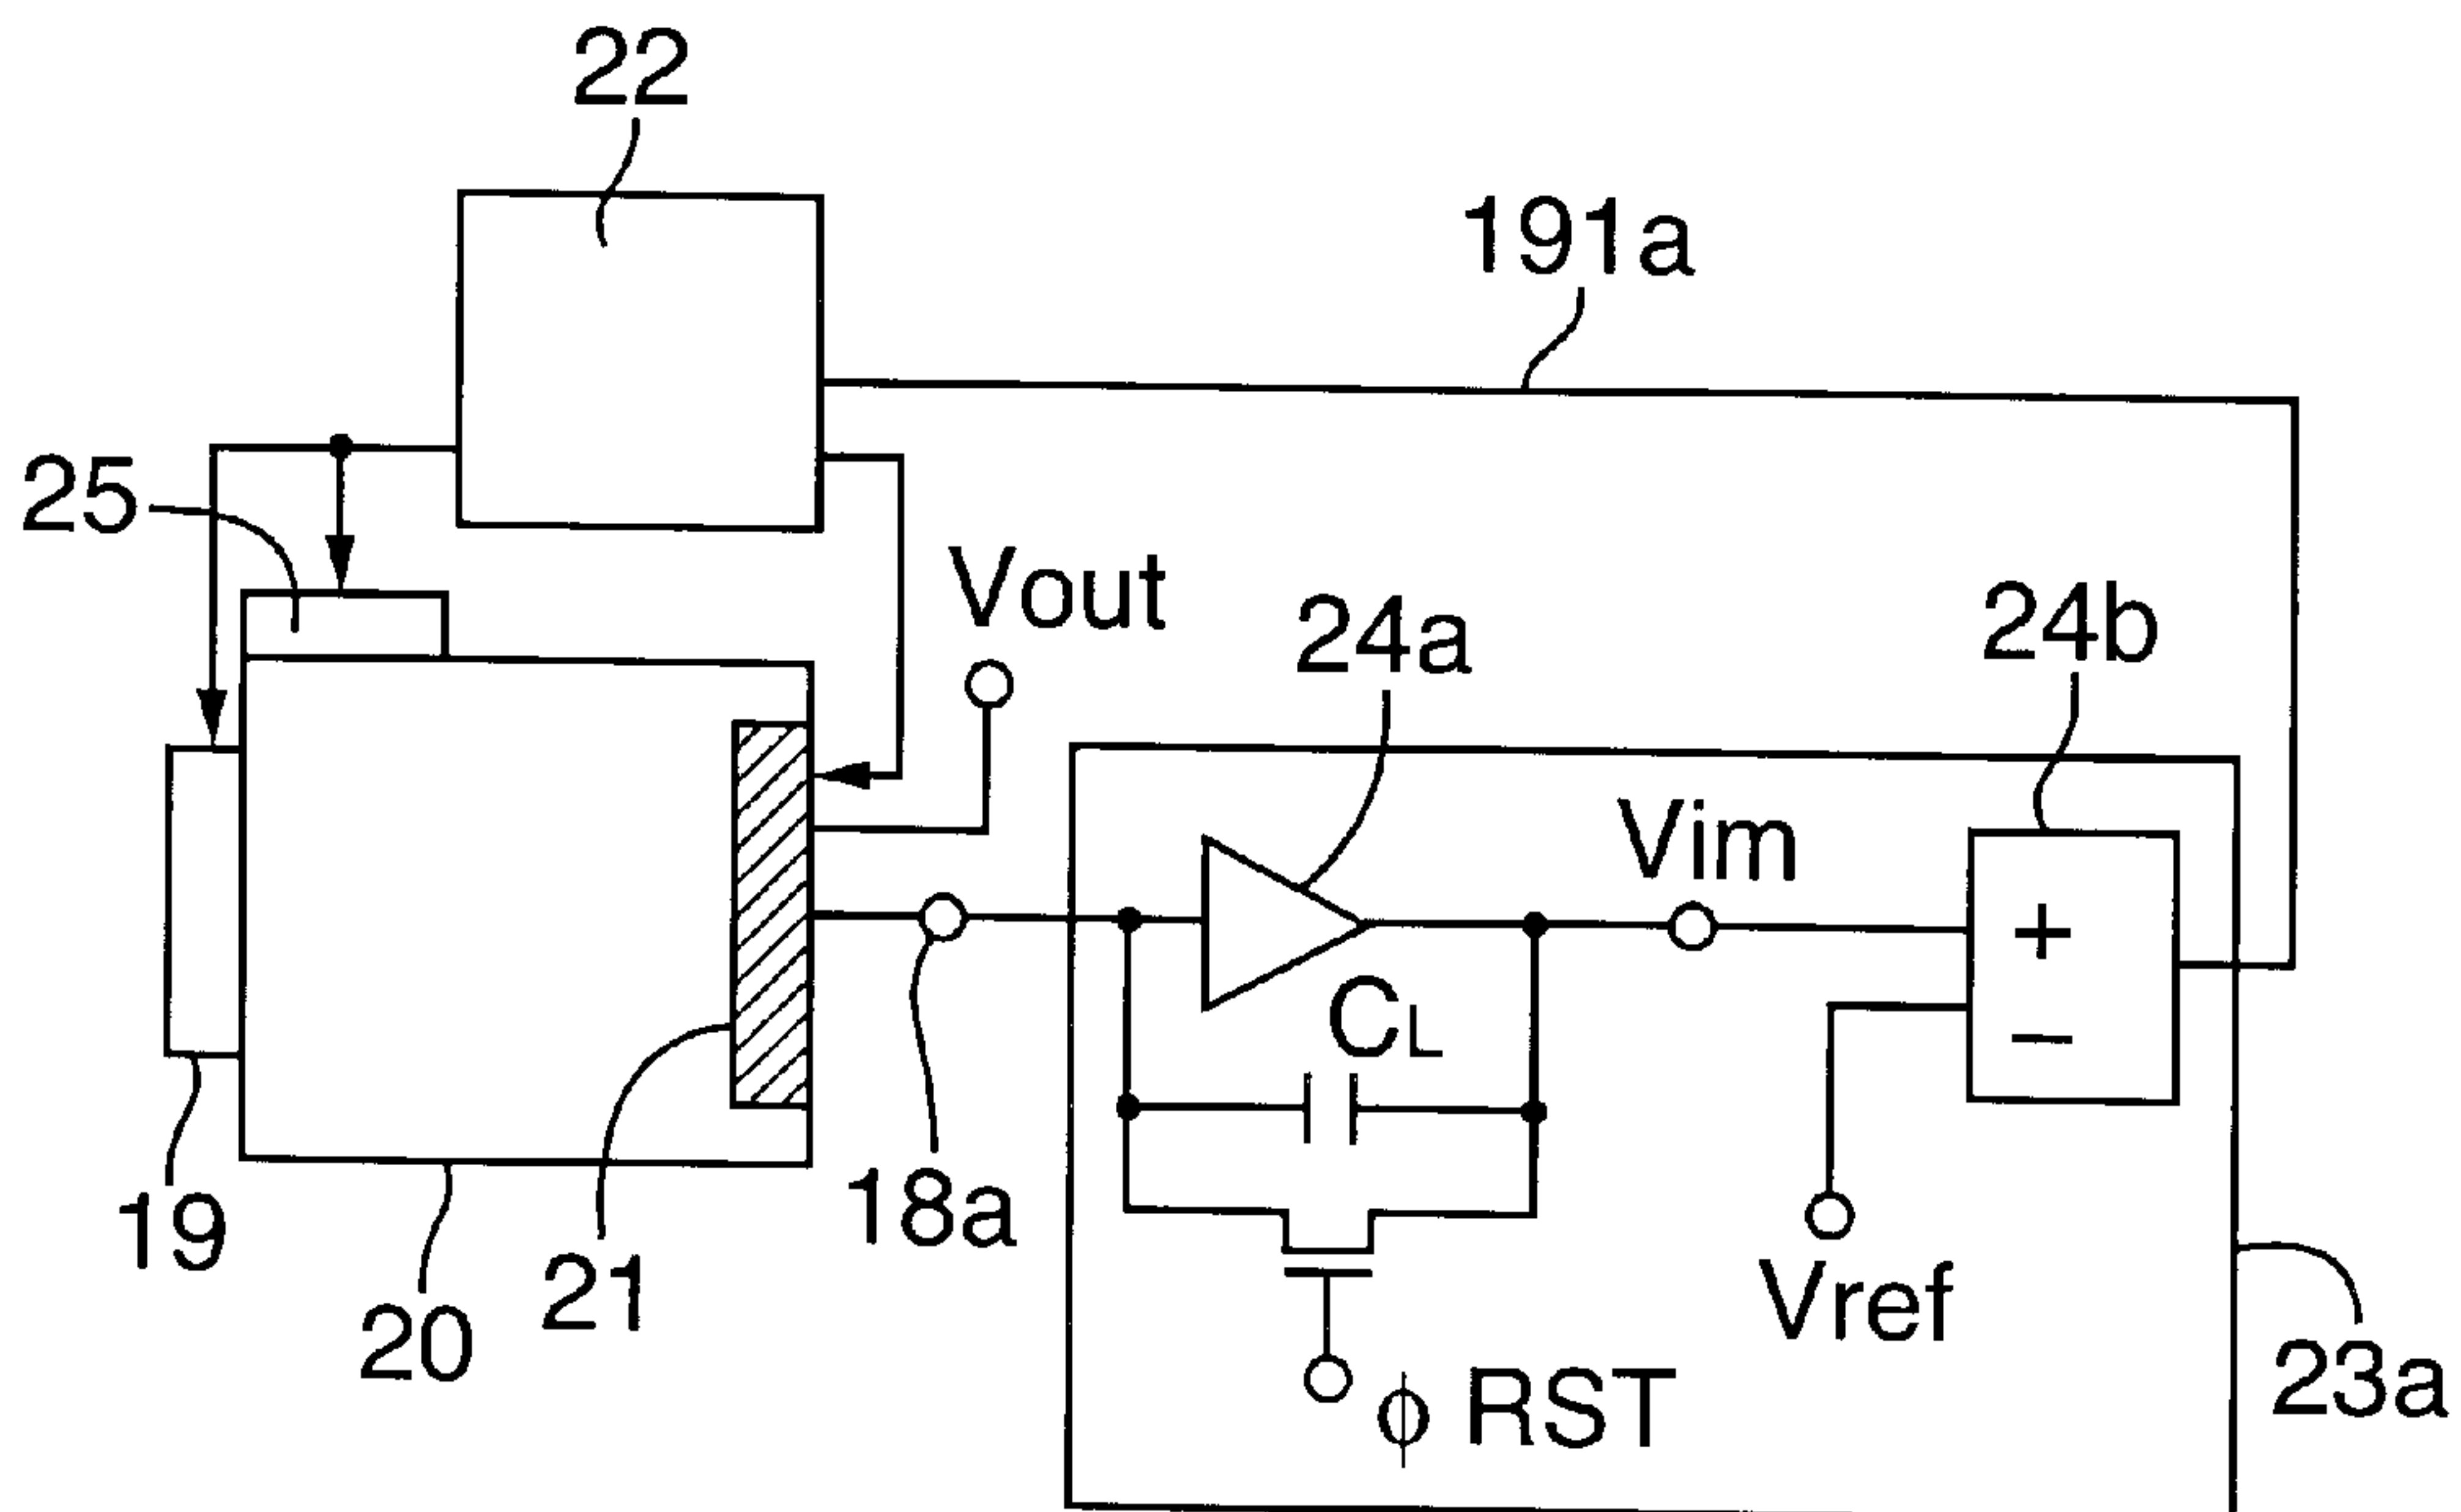 22
191a
25
Vout
24a
24b
Vim
+
CL
−
18a
19
21
Vref
20
23a
ϕ RST